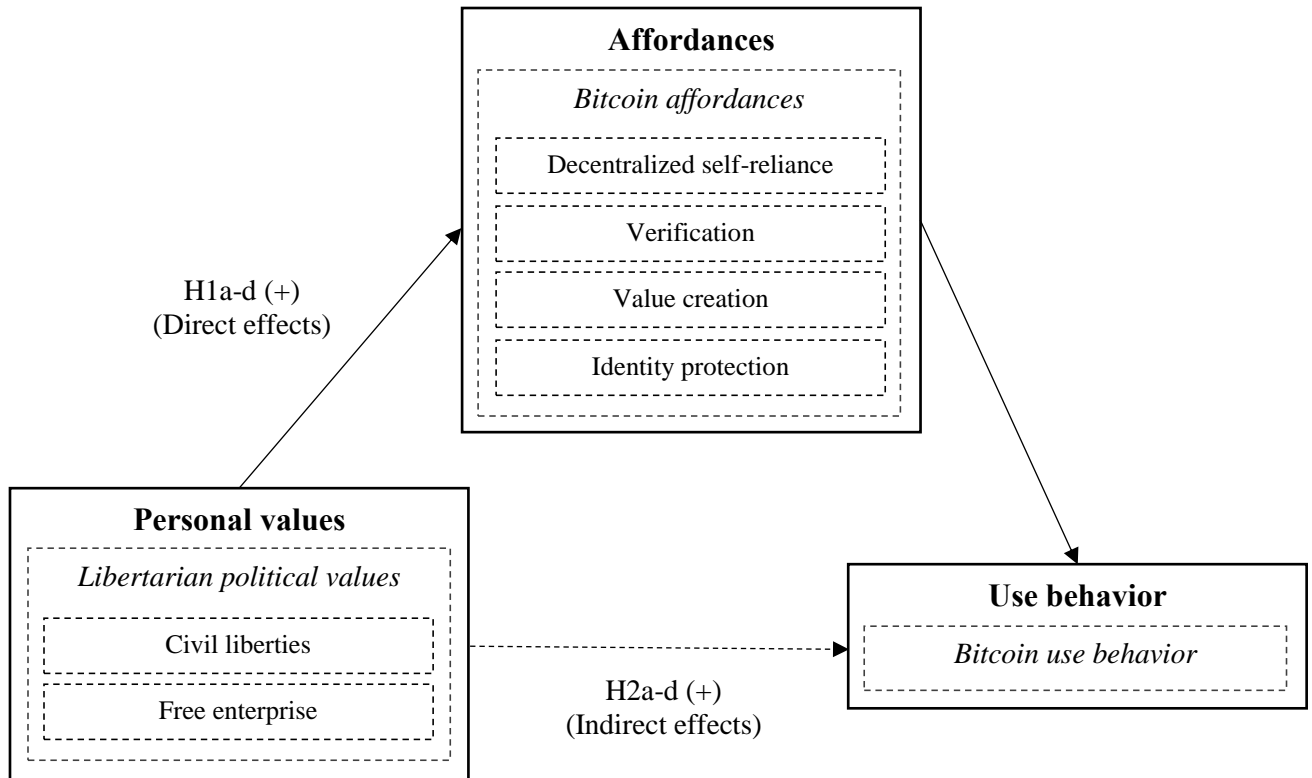 Affordances
Bitcoin affordances
Decentralized self-reliance
Verification
Value creation
Identity protection
H1a-d (+)
(Direct effects)
Personal values
Libertarian political values
Civil liberties
Free enterprise
H2a-d (+)
(Indirect effects)
Use behavior
Bitcoin use behavior